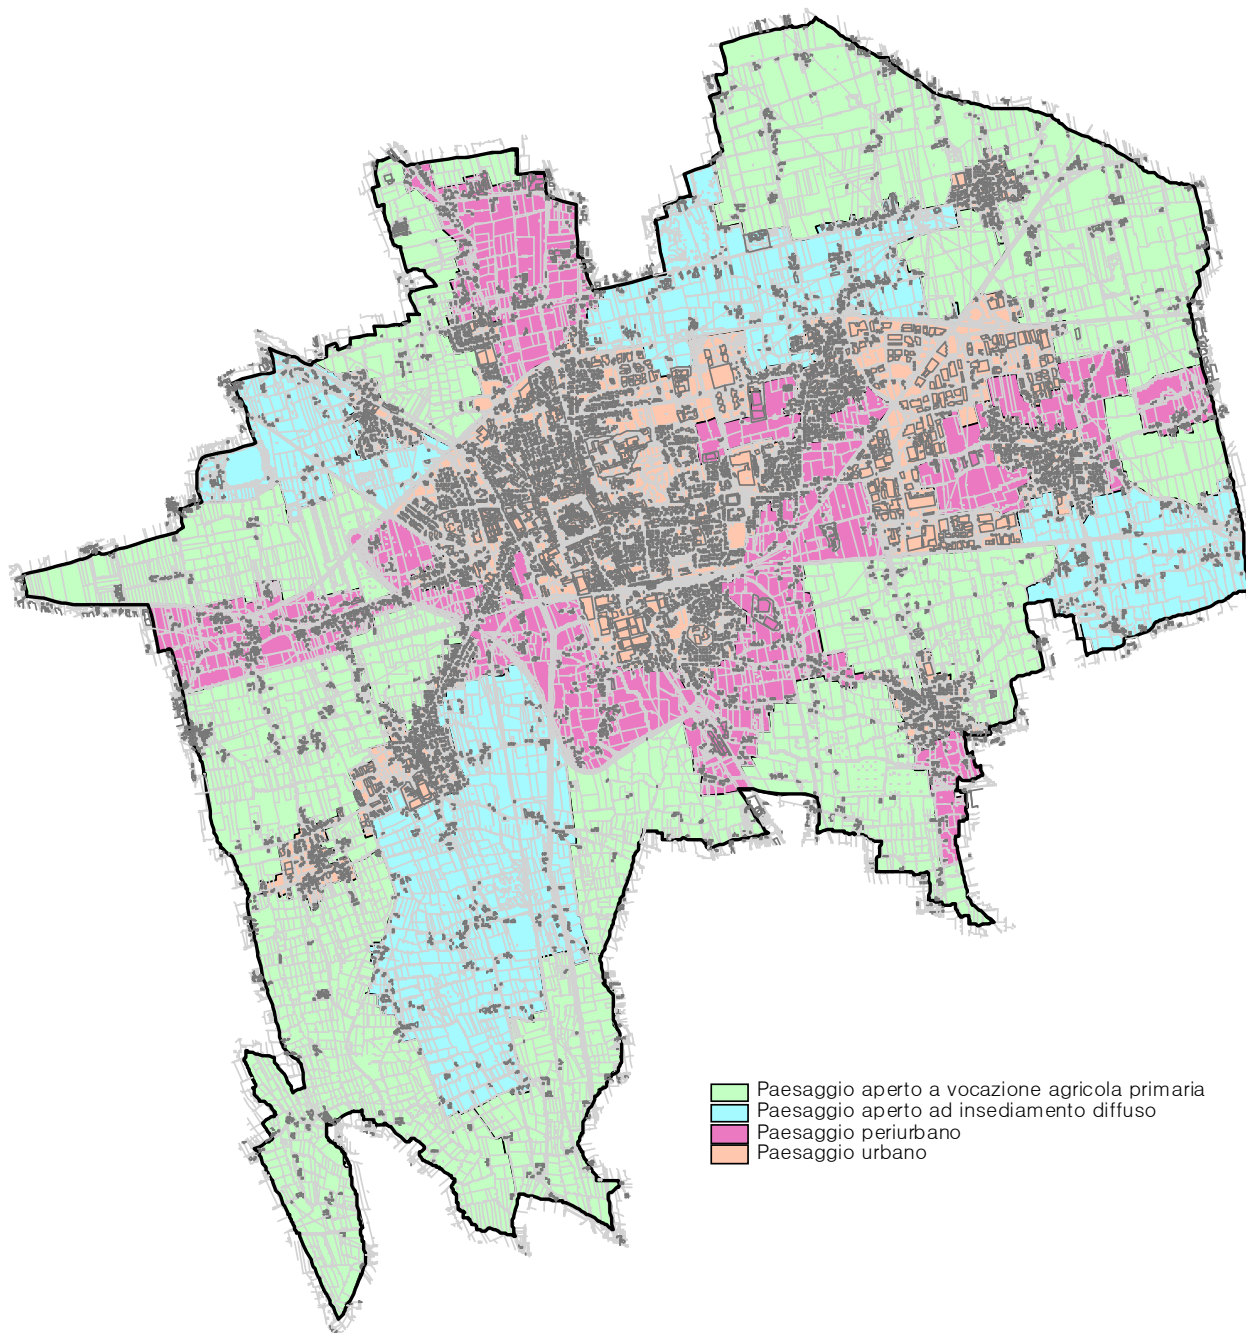 Paesaggio aperto a vocazione agricola primaria
Paesaggio aperto ad insediamento diffuso
Paesaggio periurbano
Paesaggio urbano